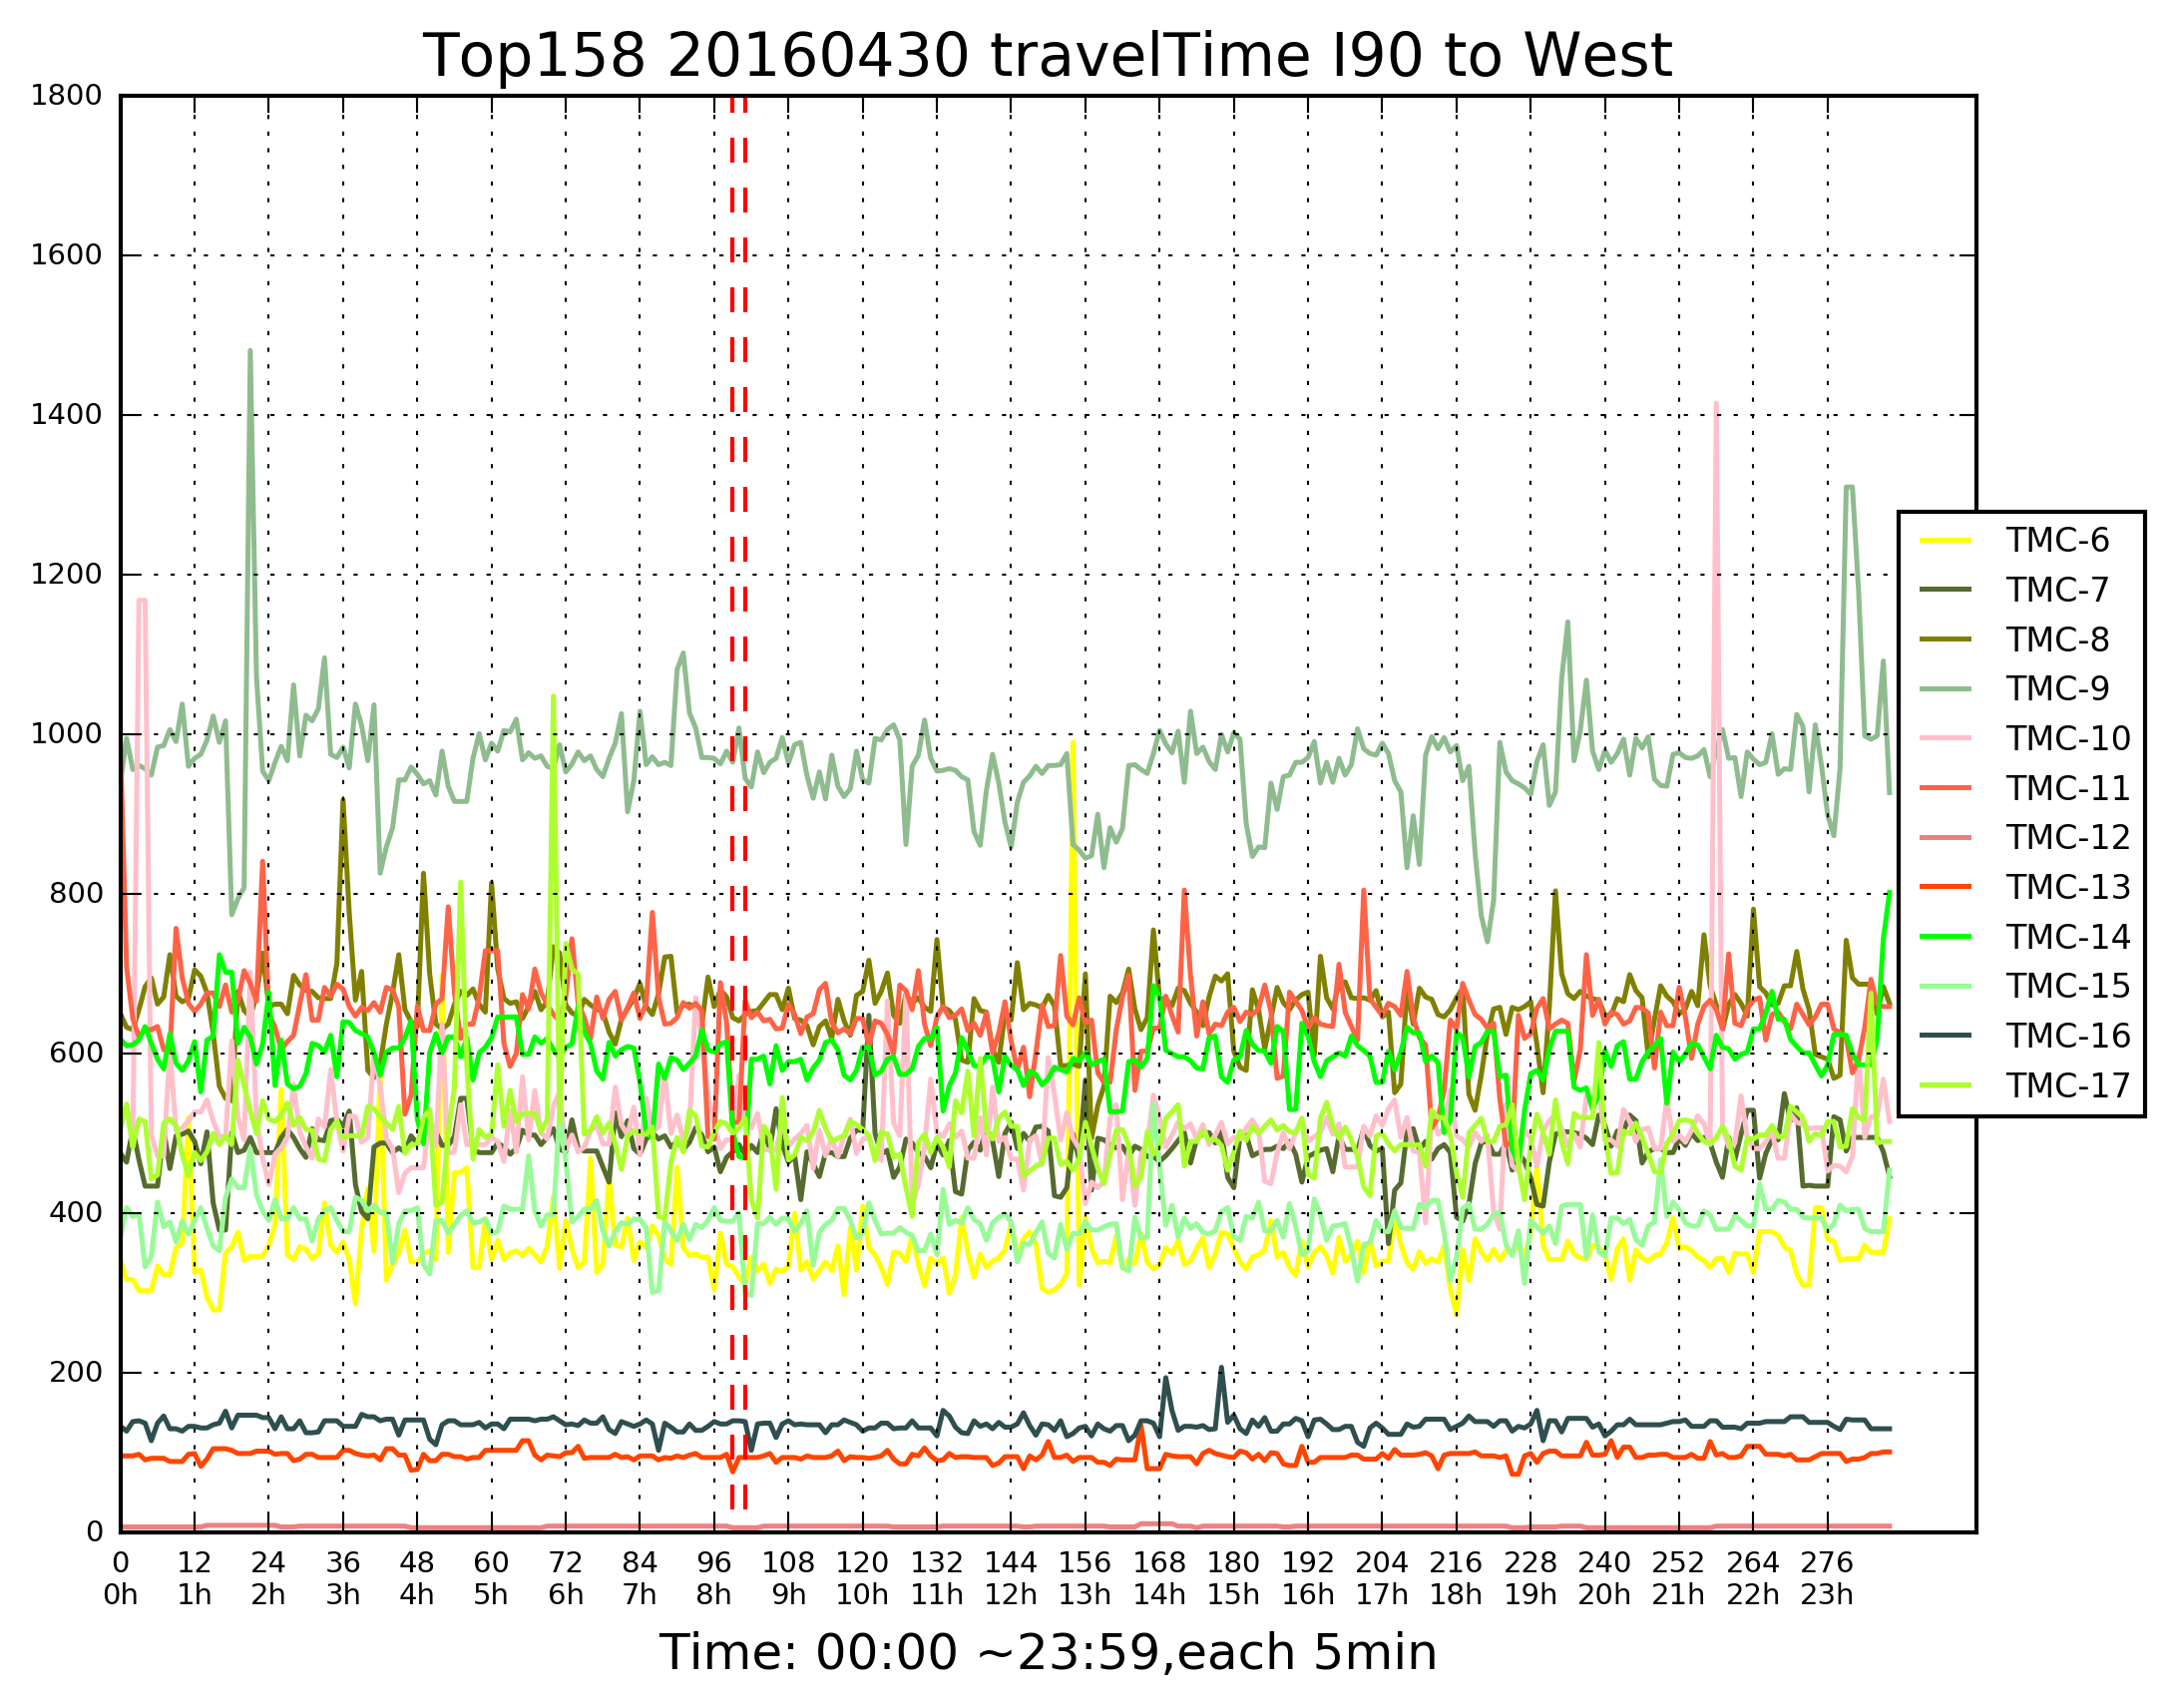 Top158 20160430 travelTime I90 to West
1800
1600
1400
1200
1000
800
600
400
200
0
TMC-6
TMC-7
TMC-8
TMC-9
TMC-10
TMC-11
TMC-12
TMC-13
TMC-14
TMC-15
TMC-16
TMC-17
0 12 24 36 48 60 72 84 96 108 120 132 144 156 168 180 192 204 216 228 240 252 264 276
0h 1h 2h 3h 4h 5h 6h 7h 8h 9h 10h 11h 12h 13h 14h 15h 16h 17h 18h 19h 20h 21h 22h 23h
Time: 00:00 ~23:59,each 5min